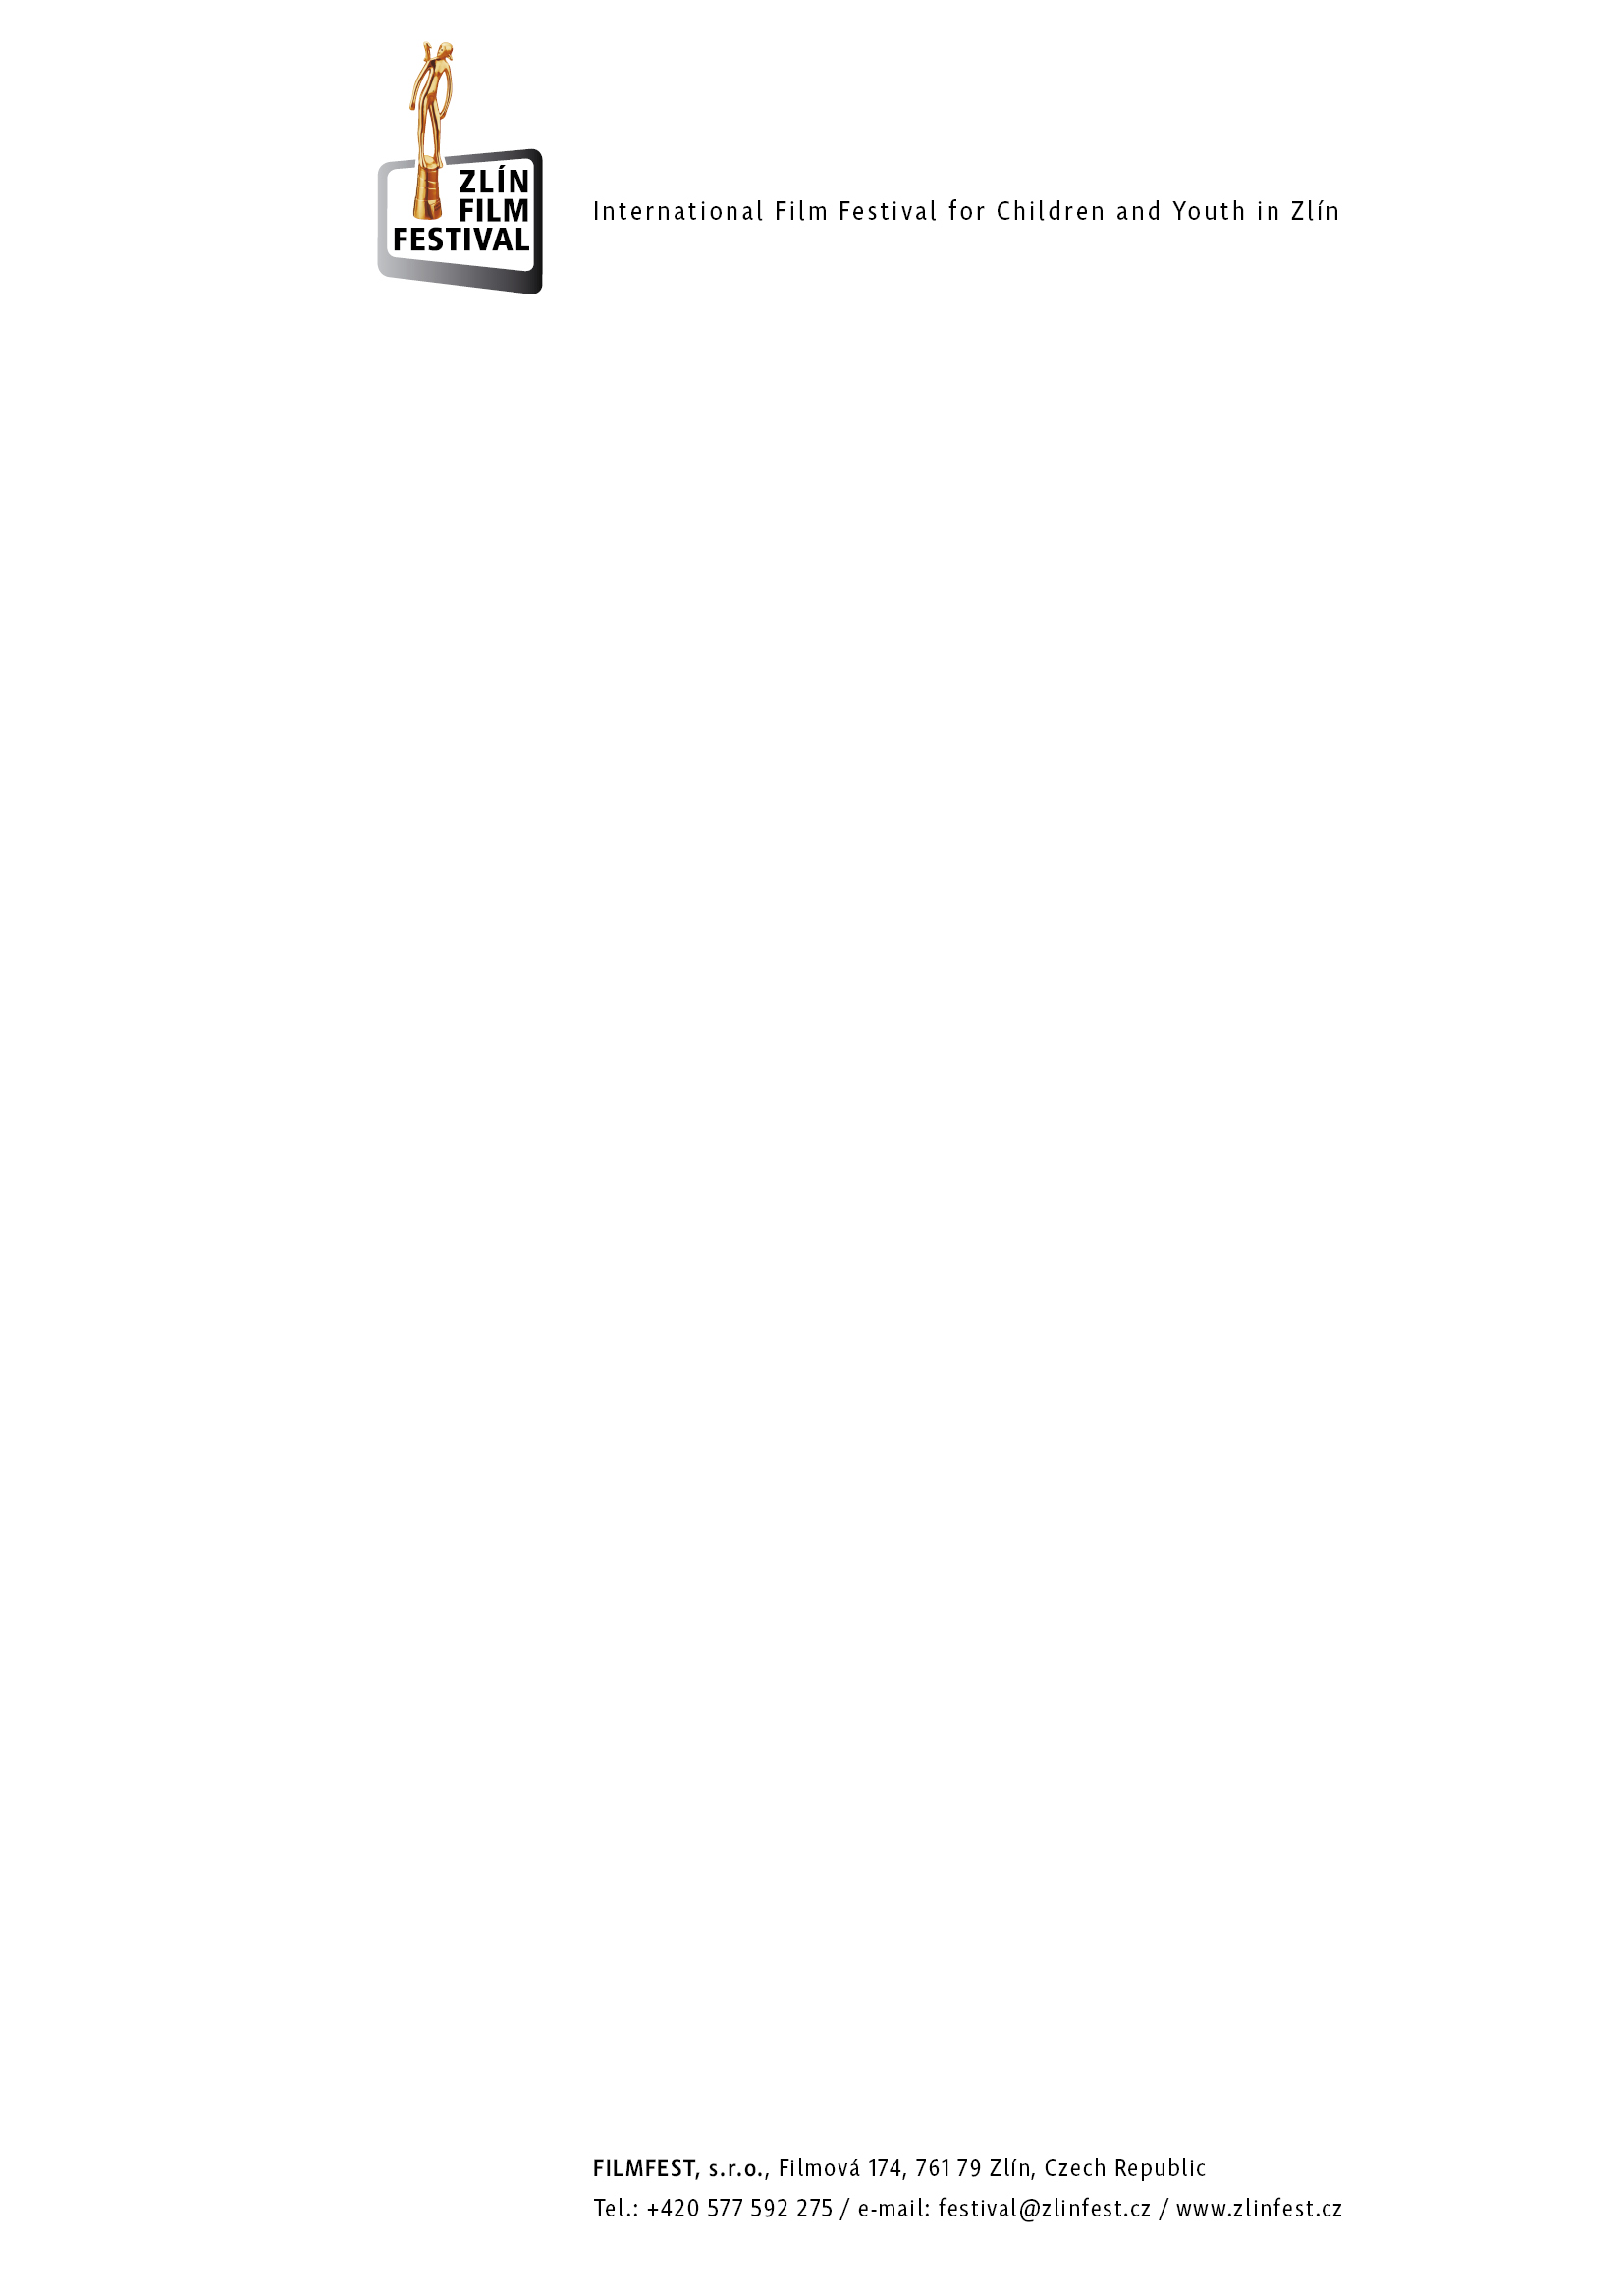 ZLÍN
FILM
FESTIVAL
International Film Festival for Children and Youth in Zlín
FILMFEST, s.r.o., Filmová 174, 761 79 Zlín, Czech Republic
Tel.: +420 577 592 275 / e-mail: festival@zlinfest.cz / www.zlinfest.cz